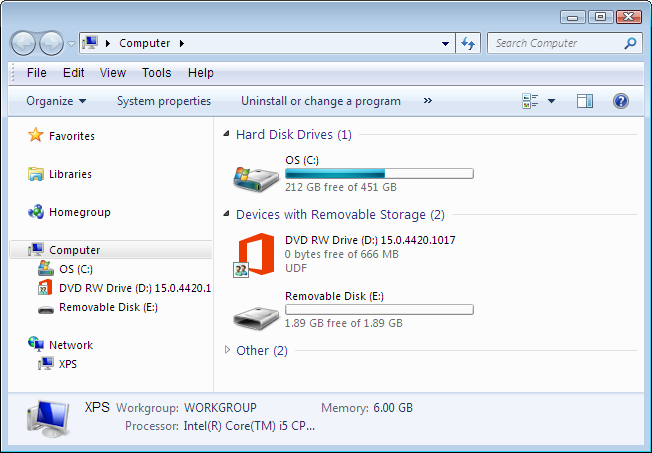 Computer
Search Computer
File Edit View Tools Help
Organize System properties Uninstall or change a program »
Favorites
Libraries
Homegroup
Computer
OS (C:)
DVD RW Drive (D:) 15.0.4420.1
Removable Disk (E:)
Network
XPS
Hard Disk Drives (1)
OS (C:)
212 GB free of 451 GB
Devices with Removable Storage (2)
DVD RW Drive (D:) 15.0.4420.1017
0 bytes free of 666 MB
UDF
Removable Disk (E:)
1.89 GB free of 1.89 GB
Other (2)
XPS Workgroup: WORKGROUP Memory: 6.00 GB
Processor: Intel(R) Core(TM) i5 CP...